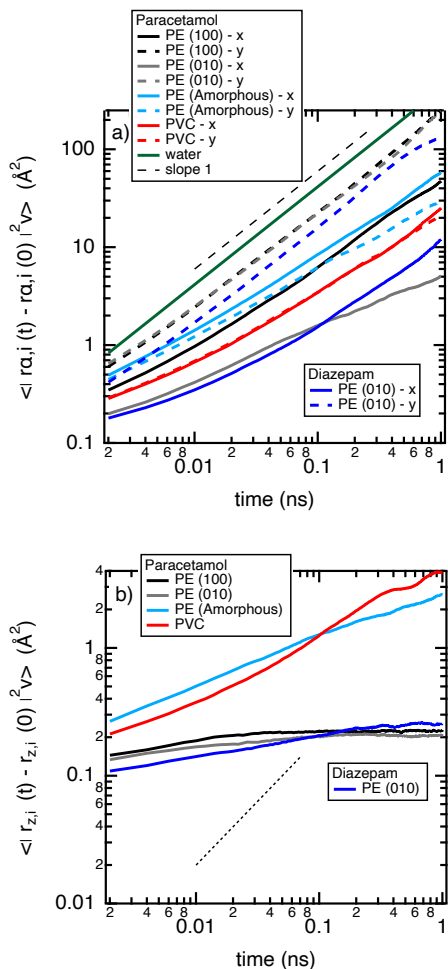 Paracetamol
PE (100) - x
PE (100) - y
PE (010) - x
PE (010) - y
PE (Amorphous) - x
PE (Amorphous) - y
PVC - x
PVC - y
water
slope 1
a)
<| rα,i (t) - rα,i (0) |²v> (Å²)
100
10
1
0.1
Diazepam
PE (010) - x
PE (010) - y
2 4 6 8 0.01 2 4 6 8 0.1 2 4 6 8 1
time (ns)
b)
Paracetamol
PE (100)
PE (010)
PE (Amorphous)
PVC
<| r_z,i (t) - r_z,i (0) |²v> (Å²)
4
2
1
8
6
4
2
0.1
8
6
4
2
0.01
Diazepam
PE (010)
2 4 6 8 0.01 2 4 6 8 0.1 2 4 6 8 1
time (ns)